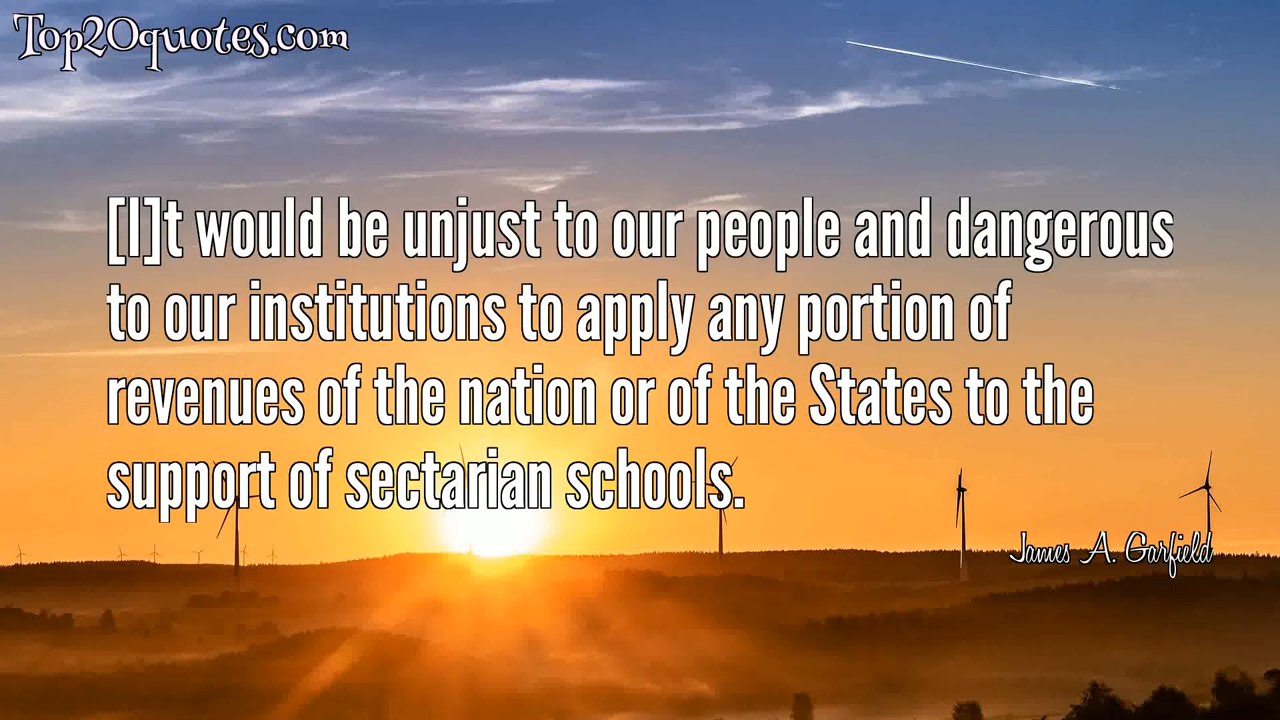 Top20quotes.com
[I]t would be unjust to our people and dangerous
to our institutions to apply any portion of
revenues of the nation or of the States to the
support of sectarian schools.
James A. Garfield